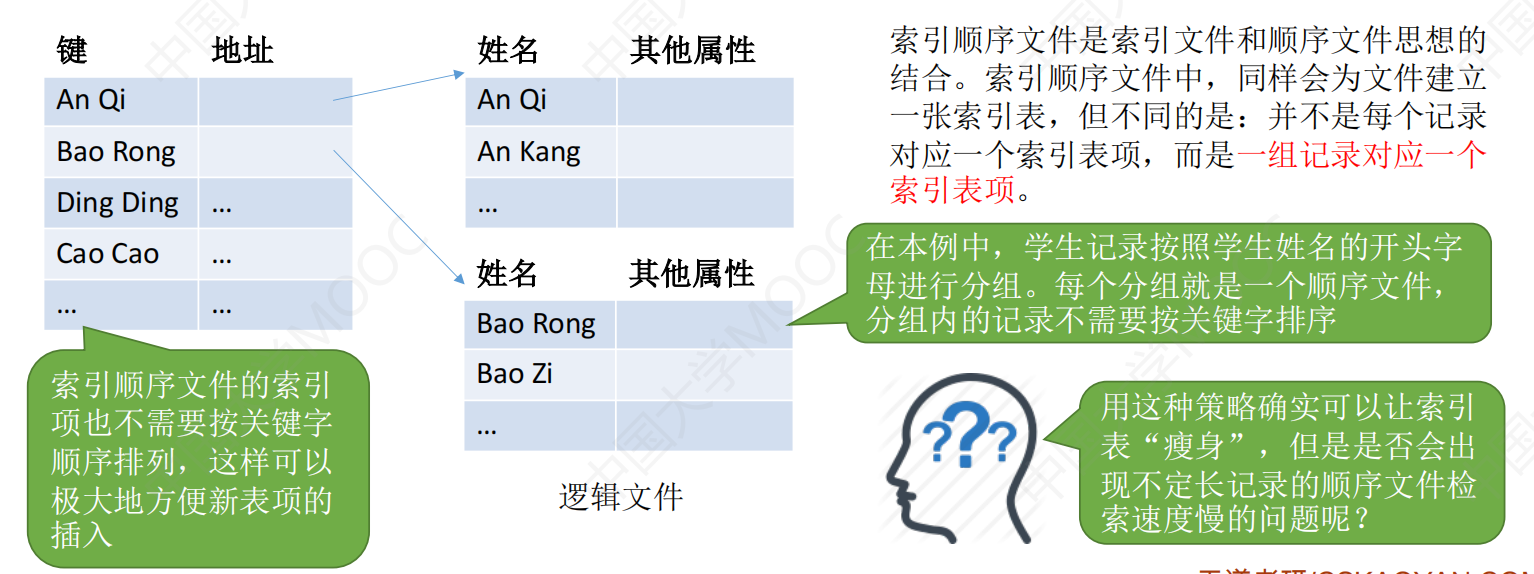 键 地址
An Qi
Bao Rong
Ding Ding …
Cao Cao …
… …
索引顺序文件的索引
项也不需要按关键字
顺序排列，这样可以
极大地方便新表项的
插入
姓名 其他属性
An Qi
An Kang
…
姓名 其他属性
Bao Rong
Bao Zi
…
逻辑文件
索引顺序文件是索引文件和顺序文件思想的
结合。索引顺序文件中，同样会为文件建立
一张索引表，但不同的是：并不是每个记录
对应一个索引表项，而是一组记录对应一个
索引表项。
在本例中，学生记录按照学生姓名的开头字
母进行分组。每个分组就是一个顺序文件，
分组内的记录不需要按关键字排序
用这种策略确实可以让索引
表“瘦身”，但是是否会出
现不定长记录的顺序文件检
索速度慢的问题呢？
中国大学MOOC